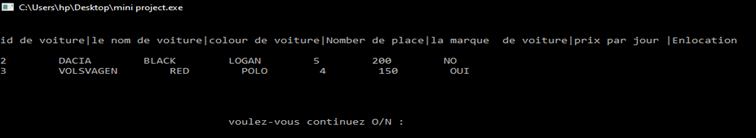 C:\Users\hp\Desktop\mini project.exe
id de voiture|le nom de voiture|colour de voiture|Nomber de place|la marque  de voiture|prix par jour |Enlocation
2 DACIA BLACK LOGAN 5 200 NO
3 VOLSVAGEN RED POLO 4 150 OUI
voulez-vous continuez O/N :